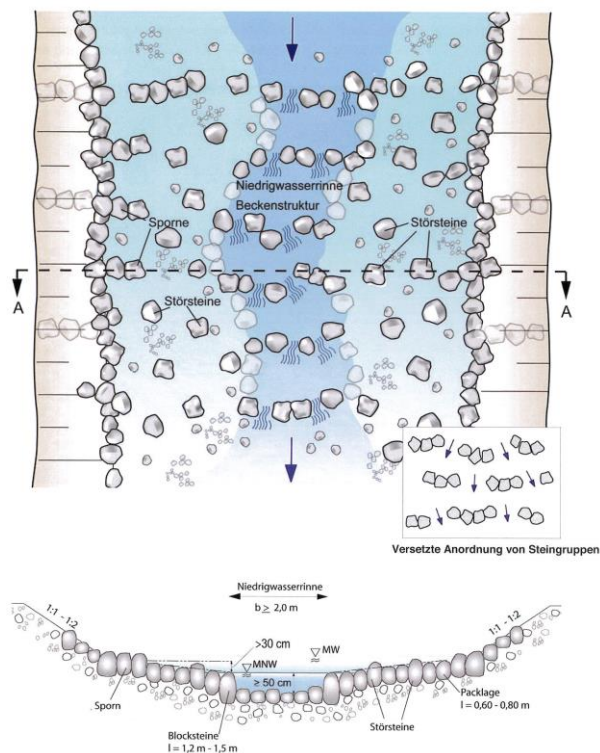 Niedrigwasserrinne
Beckenstruktur
Sporne
Störsteine
Störsteine
A
A
Versetzte Anordnung von Steingruppen
Niedrigwasserrinne
b ≥ 2,0 m
1:1 - 1:2
1:1 - 1:2
>30 cm
MNW
MW
≥ 50 cm
Sporn
Blocksteine
l = 1,2 m - 1,5 m
Störsteine
Packlage
l = 0,60 - 0,80 m